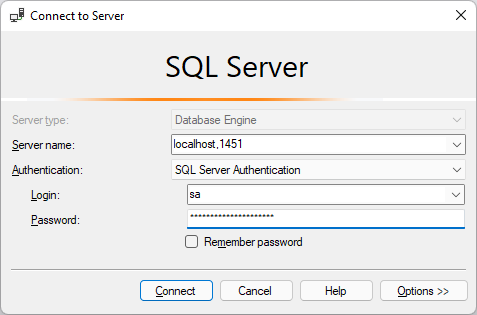 Connect to Server
SQL Server
Server type: Database Engine
Server name: localhost,1451
Authentication: SQL Server Authentication
Login: sa
Password: *********************
Remember password
Connect Cancel Help Options >>